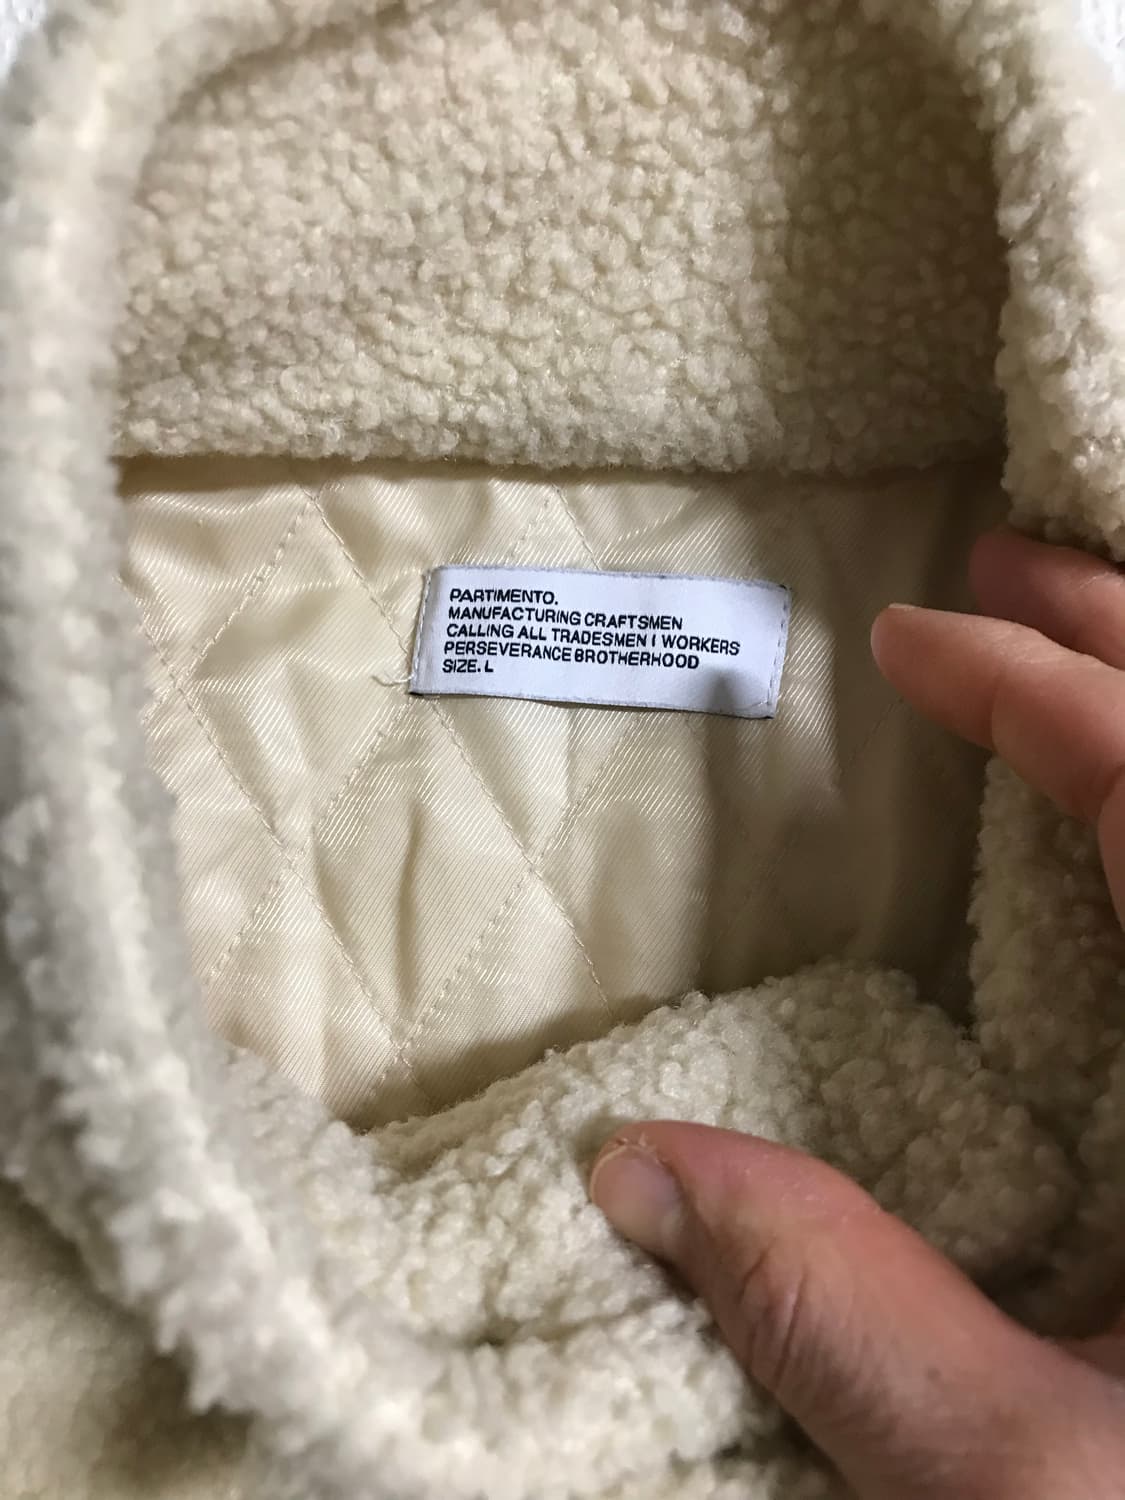 PARTIMENTO.
MANUFACTURING CRAFTSMEN
CALLING ALL TRADESMEN I WORKERS
PERSEVERANCE BROTHERHOOD
SIZE. L